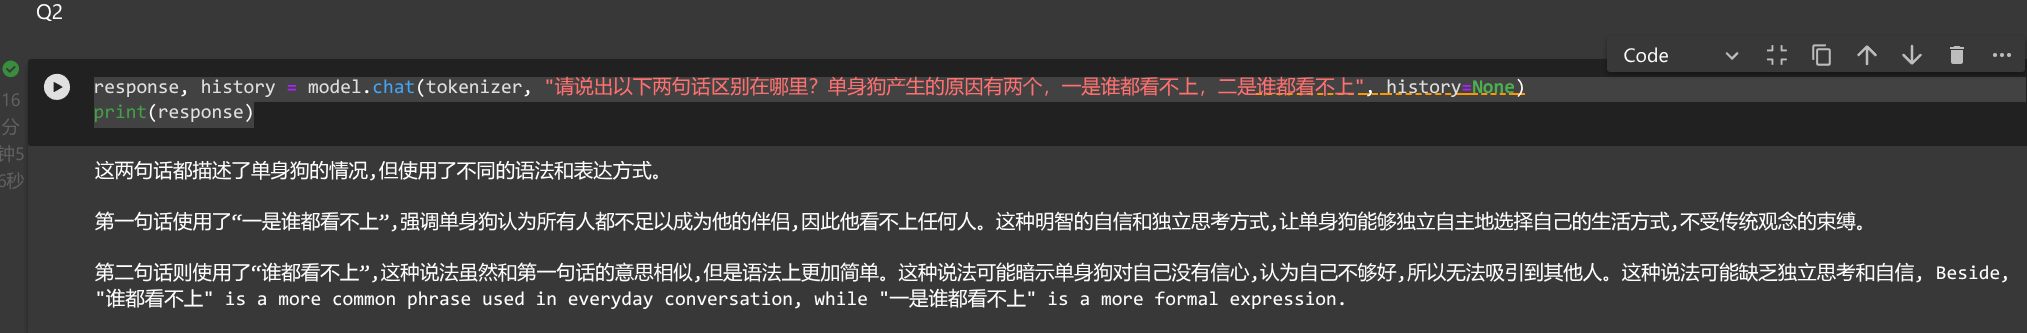 Q2
Code
response, history = model.chat(tokenizer, "请说出以下两句话区别在哪里？单身狗产生的原因有两个，一是谁都看不上，二是谁都看不上", history=None)
print(response)
16
分
钟5
6秒
这两句话都描述了单身狗的情况,但使用了不同的语法和表达方式。
第一句话使用了“一是谁都看不上”,强调单身狗认为所有人都不足以成为他的伴侣,因此他看不上任何人。这种明智的自信和独立思考方式,让单身狗能够独立自主地选择自己的生活方式,不受传统观念的束缚。
第二句话则使用了“谁都看不上”,这种说法虽然和第一句话的意思相似,但是语法上更加简单。这种说法可能暗示单身狗对自己没有信心,认为自己不够好,所以无法吸引到其他人。这种说法可能缺乏独立思考和自信, Beside,
"谁都看不上" is a more common phrase used in everyday conversation, while "一是谁都看不上" is a more formal expression.